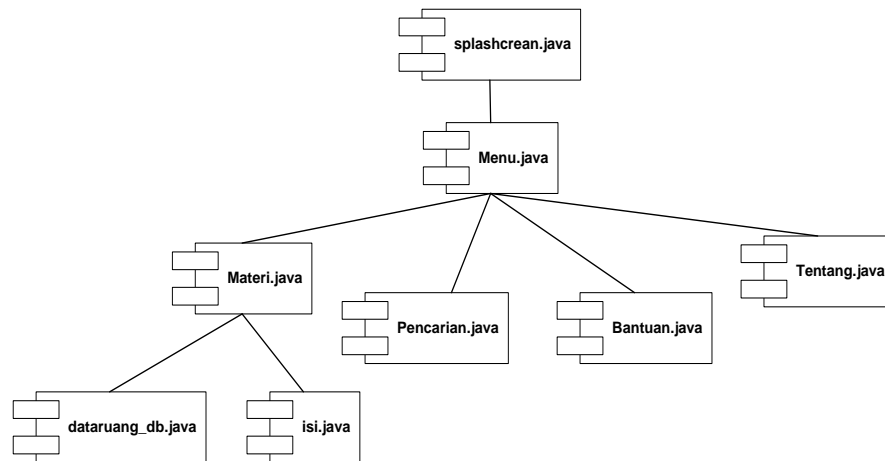 splashcrean.java
Menu.java
Materi.java
Tentang.java
Pencarian.java
Bantuan.java
dataruang_db.java
isi.java